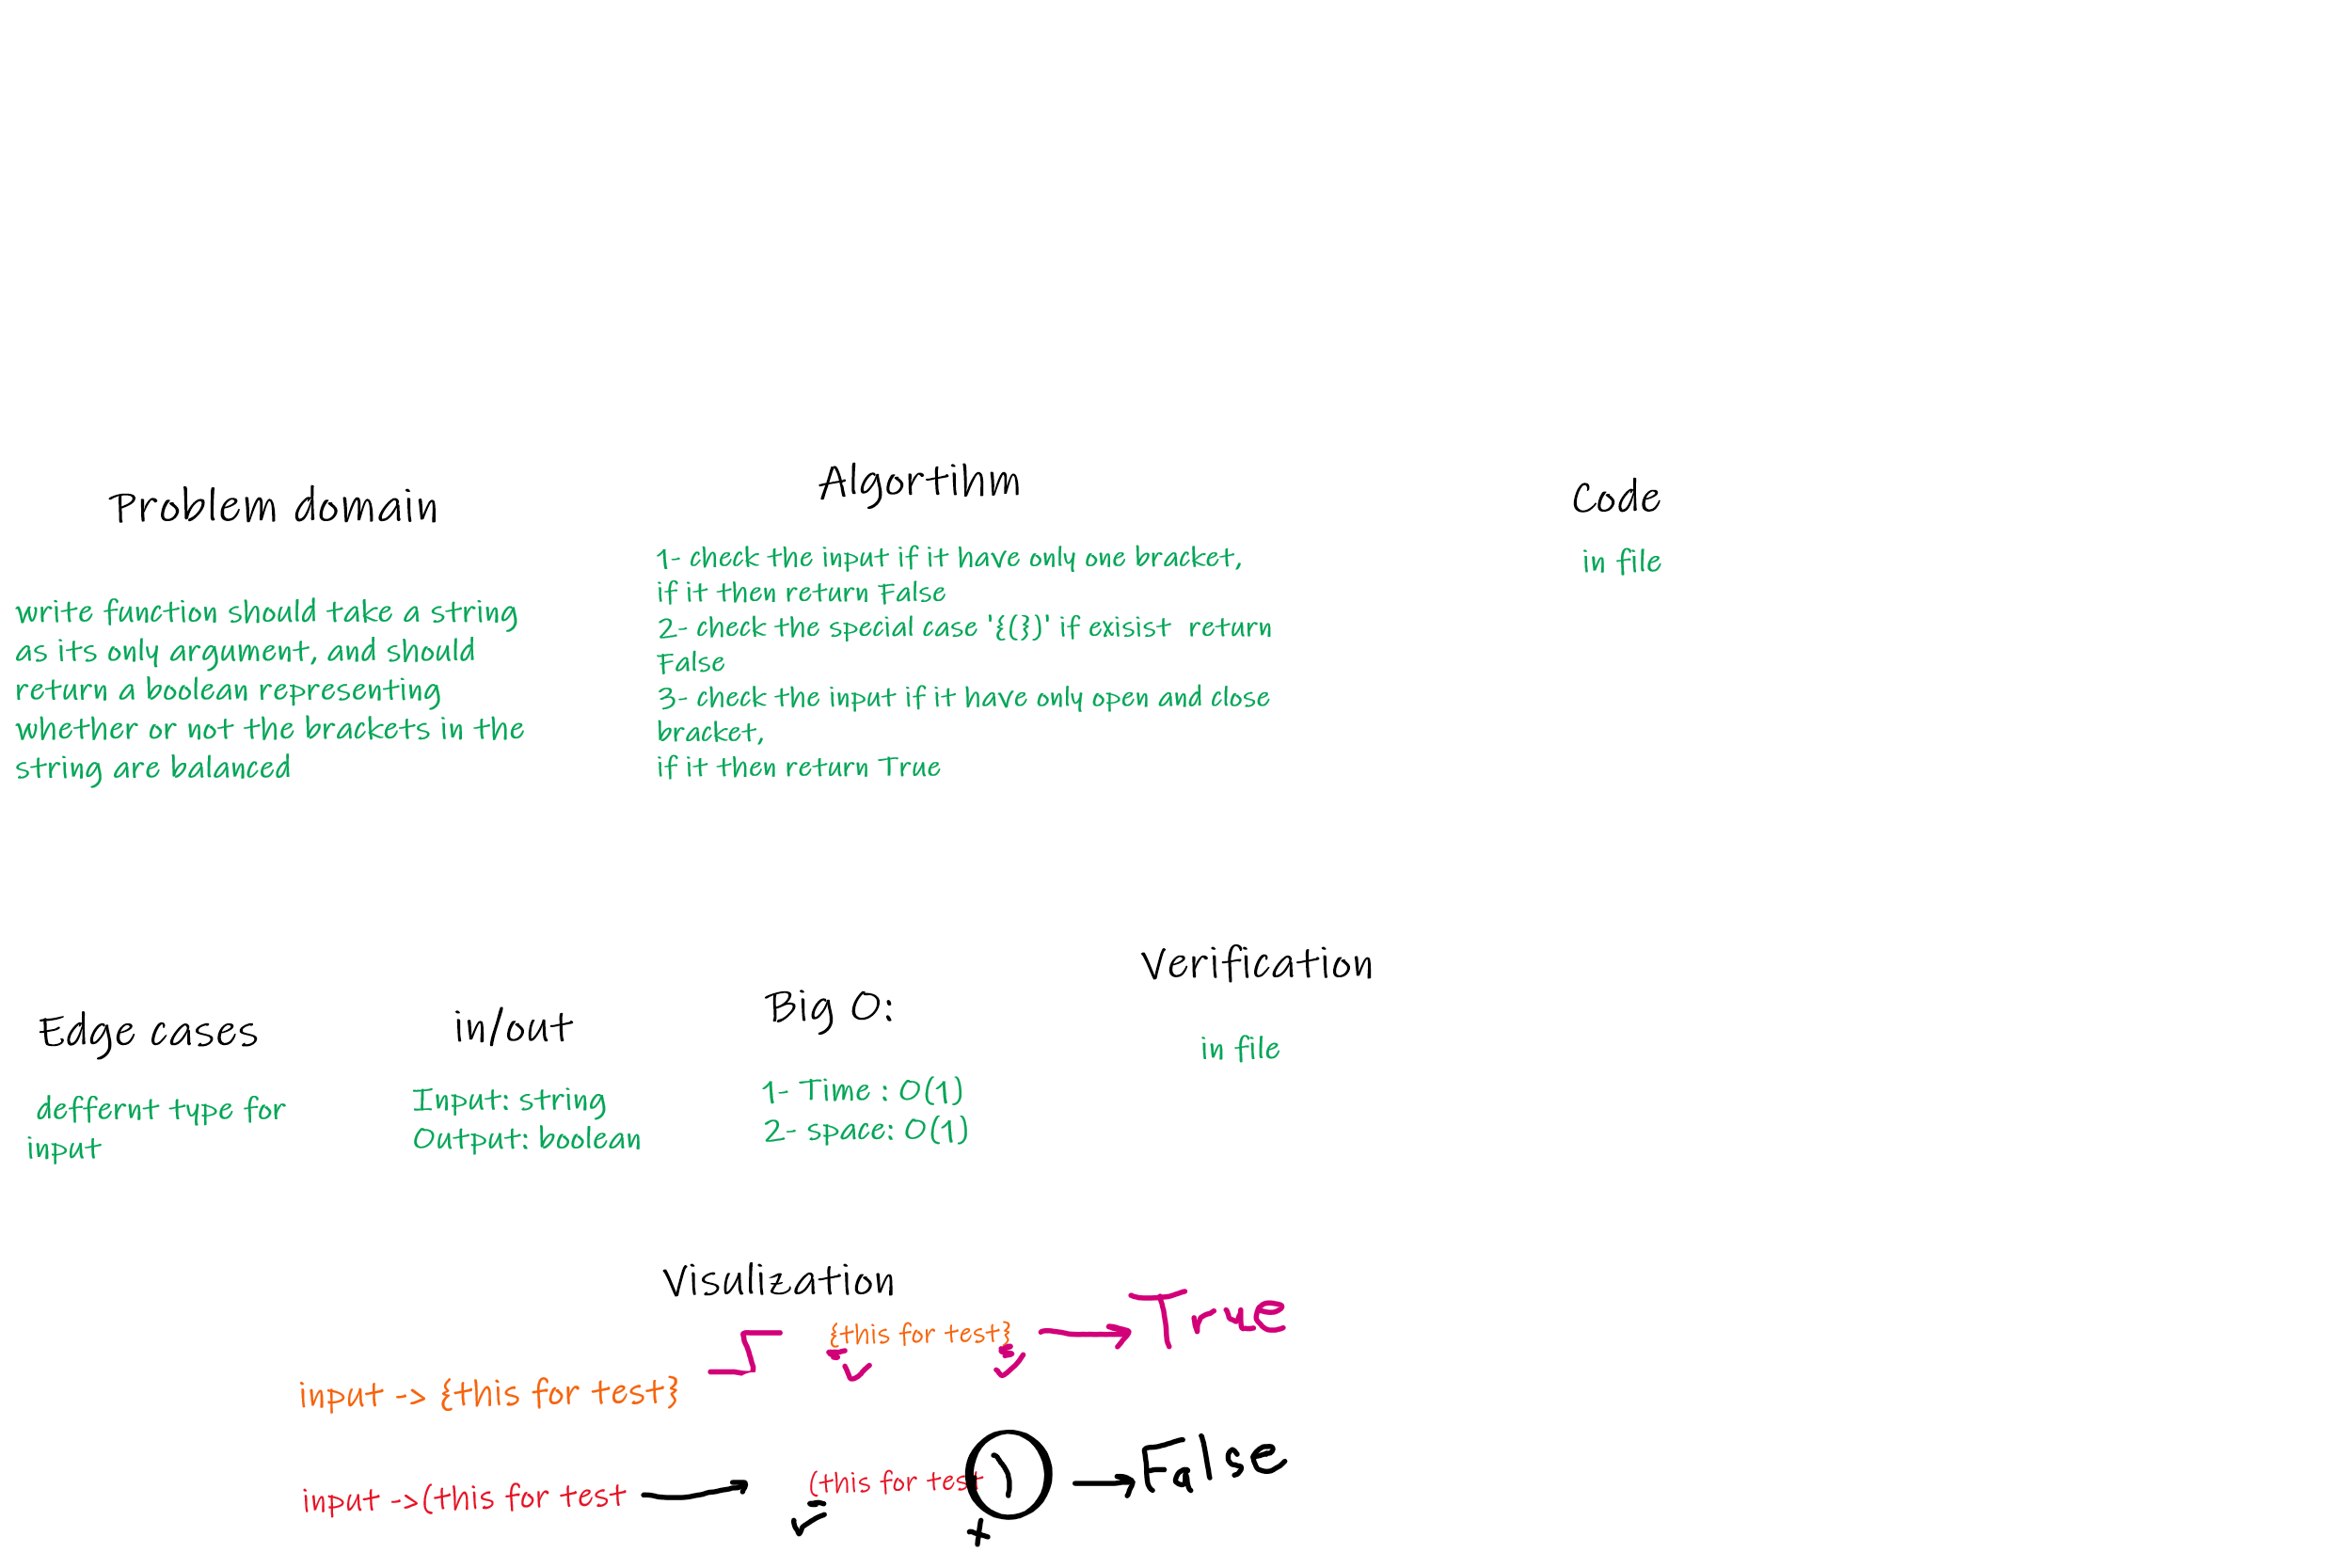 Problem domain
write function should take a string
as its only argument, and should
return a boolean representing
whether or not the brackets in the
string are balanced
Algortihm
1- check the input if it have only one bracket,
if it then return False
2- check the special case '{(})' if exisist return
False
3- check the input if it have only open and close
bracket,
if it then return True
Code
in file
Edge cases
deffernt type for
input
in/out
Input: string
Output: boolean
Big O:
1- Time : O(1)
2- space: O(1)
Verification
in file
Visulization
input -> {this for test}
{this for test}
True
input ->(this for test
(this for test
)
False